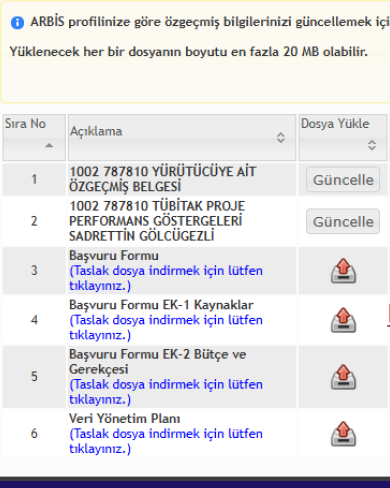 ARBİS profilinize göre özgeçmiş bilgilerinizi güncellemek içi
Yüklenecek her bir dosyanın boyutu en fazla 20 MB olabilir.
Sıra No
Açıklama
Dosya Yükle
1
1002 787810 YÜRÜTÜCÜYE AİT
ÖZGEÇMİŞ BELGESİ
Güncelle
2
1002 787810 TÜBİTAK PROJE
PERFORMANS GÖSTERGELERİ
SADRETTİN GÖLCÜGEZLİ
Güncelle
3
Başvuru Formu
(Taslak dosya indirmek için lütfen
tıklayınız.)
4
Başvuru Formu EK-1 Kaynaklar
(Taslak dosya indirmek için lütfen
tıklayınız.)
5
Başvuru Formu EK-2 Bütçe ve
Gerekçesi
(Taslak dosya indirmek için lütfen
tıklayınız.)
6
Veri Yönetim Planı
(Taslak dosya indirmek için lütfen
tıklayınız.)